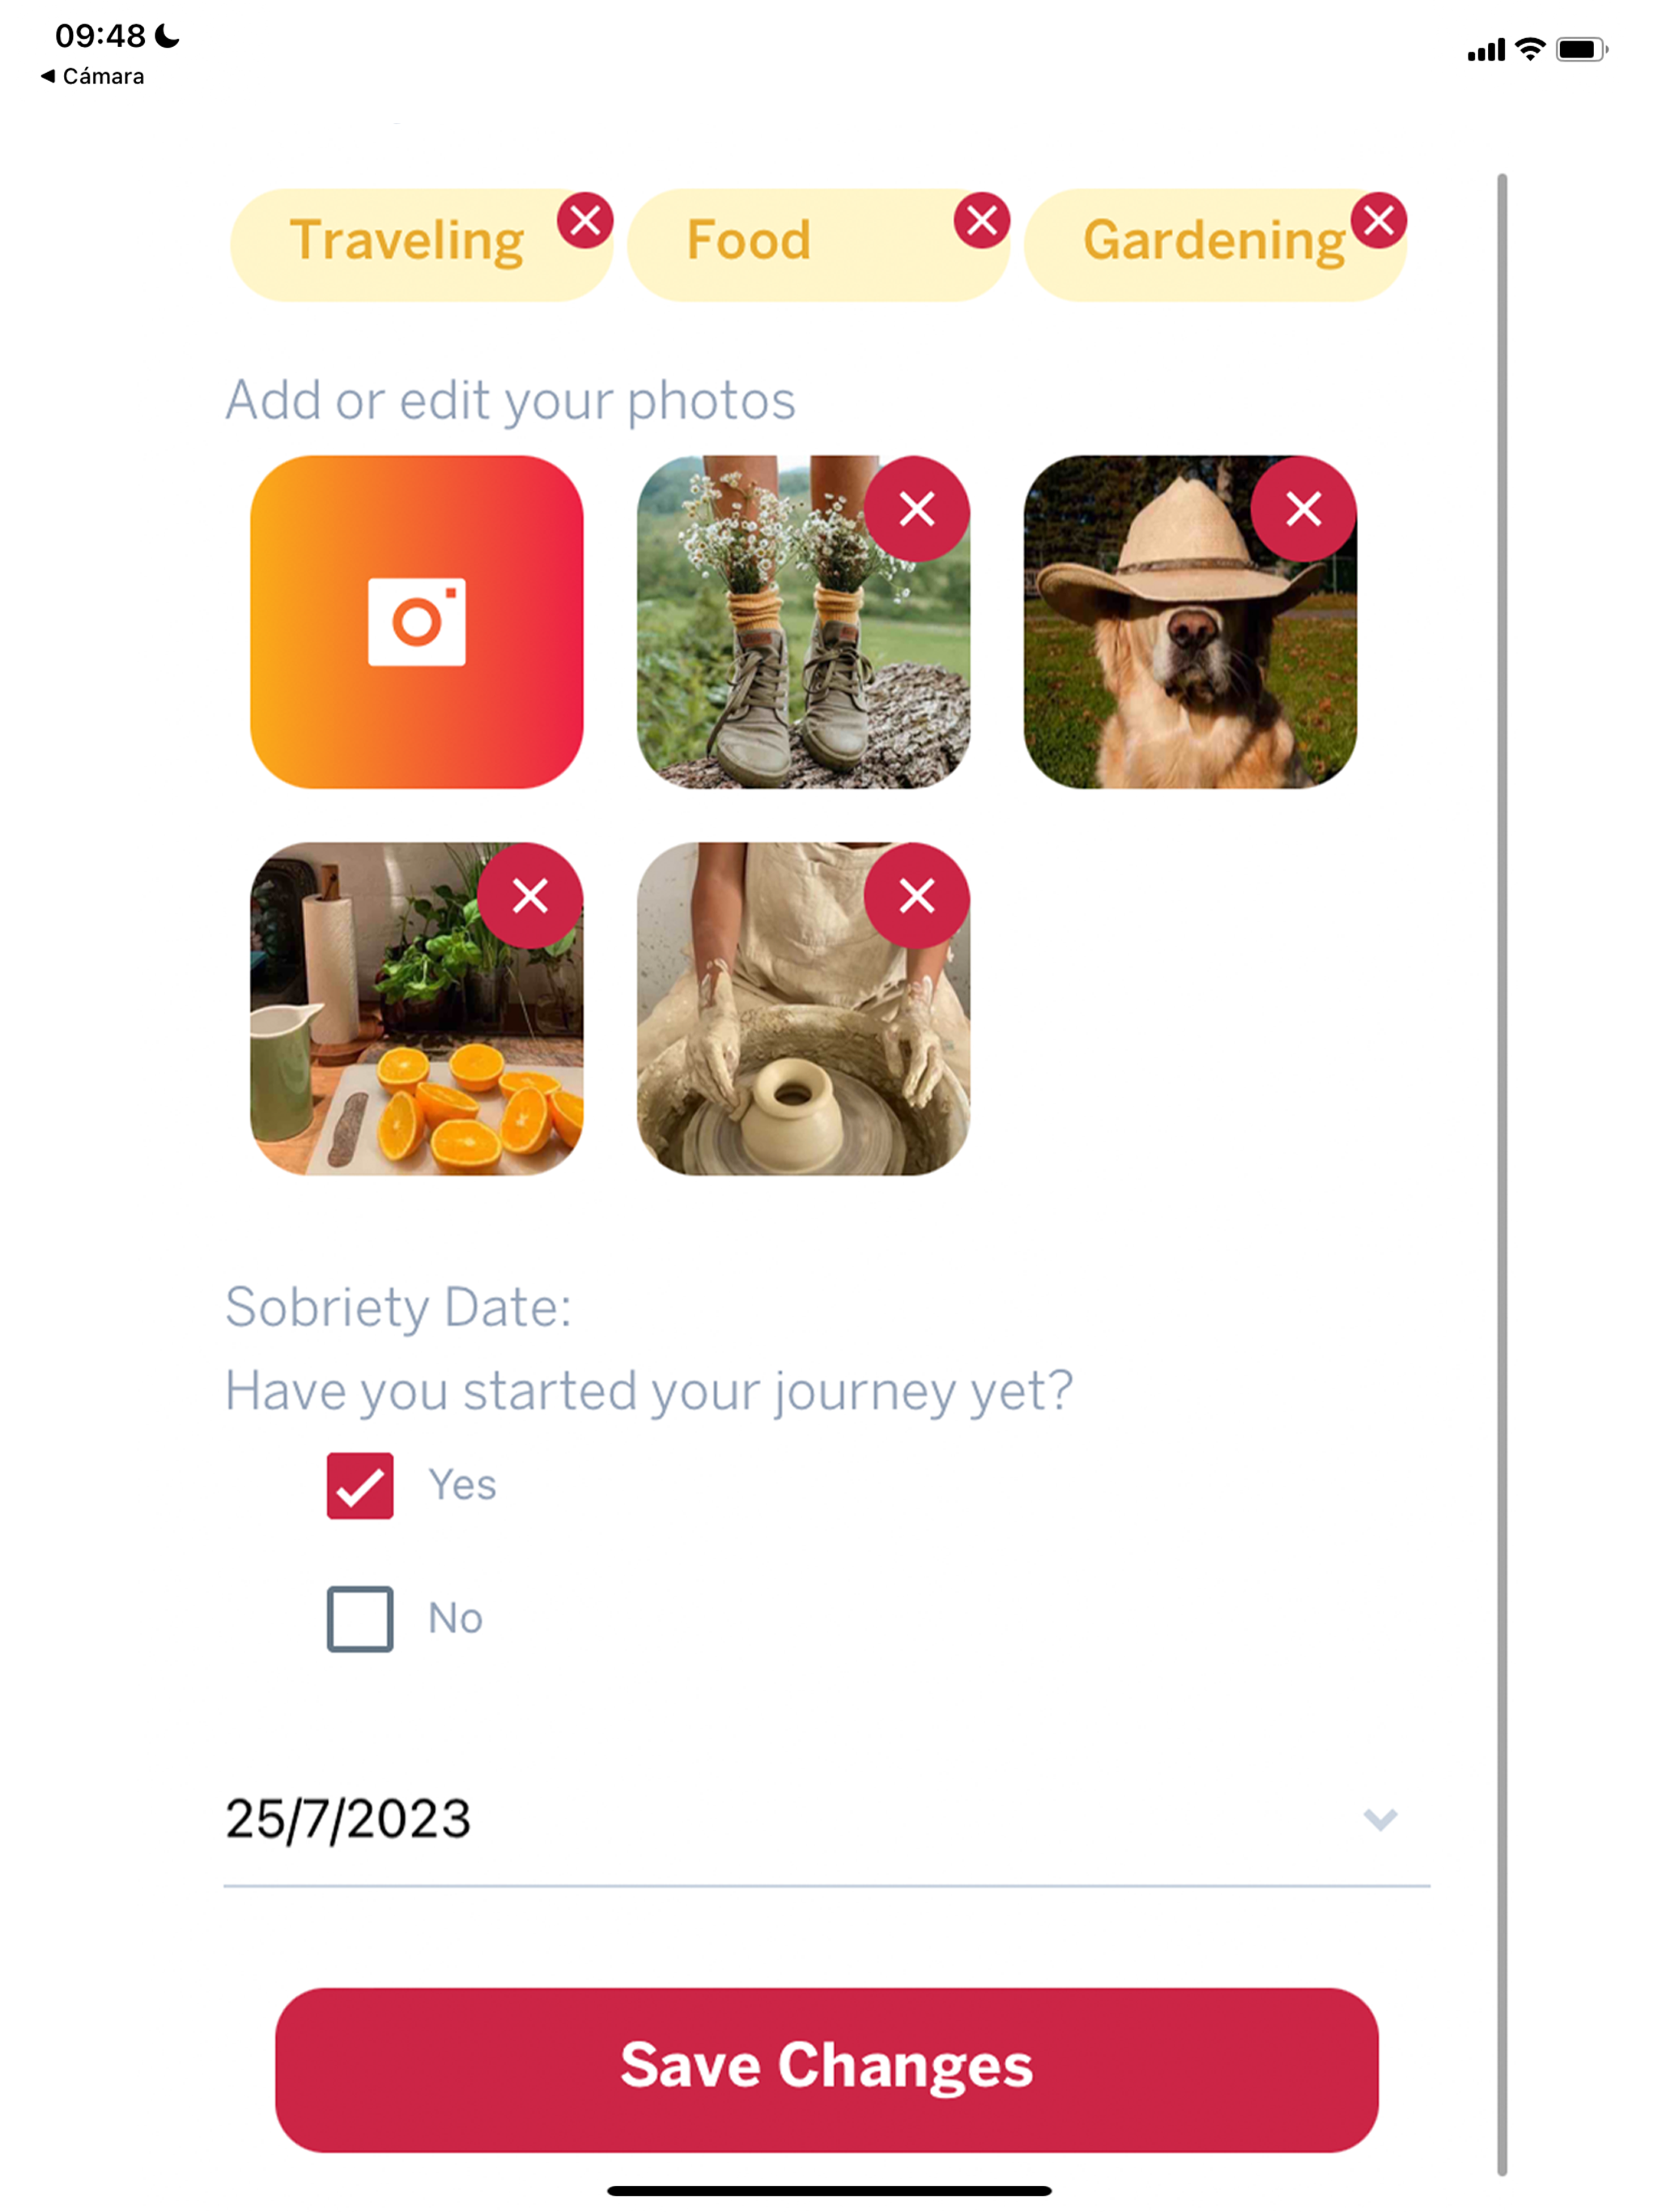 09:48
◀ Cámara
Traveling Food Gardening
Add or edit your photos
Sobriety Date:
Have you started your journey yet?
Yes
No
25/7/2023
Save Changes